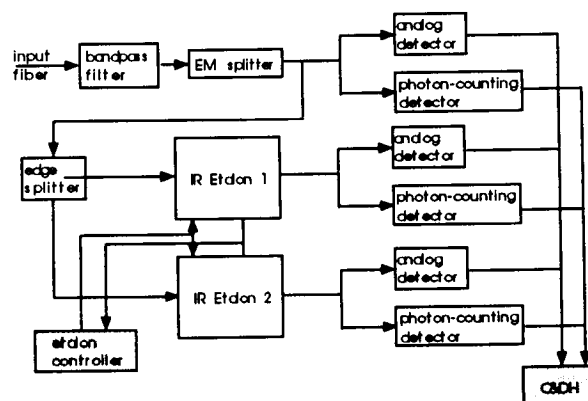 input
fiber
bandpass
filter
EM splitter
analog
detector
photon-counting
detector
edge
splitter
IR Etalon 1
analog
detector
photon-counting
detector
IR Etalon 2
analog
detector
photon-counting
detector
etalon
controller
C&DH